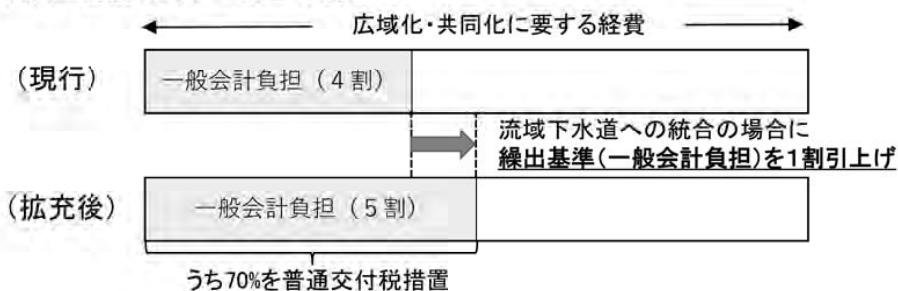 広域化・共同化に要する経費
(現行)
一般会計負担（4割）
流域下水道への統合の場合に
繰出基準(一般会計負担)を1割引上げ
(拡充後)
一般会計負担（5割）
うち70%を普通交付税措置